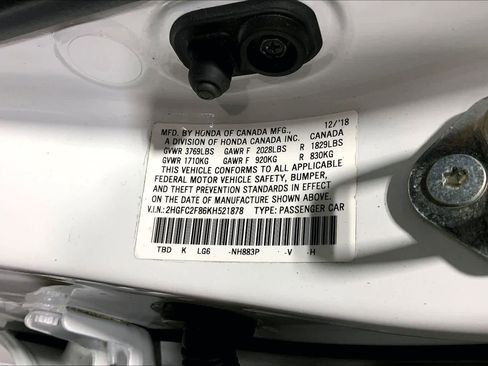 MFD. BY HONDA OF CANADA MFG., 12/'18
A DIVISION OF HONDA CANADA INC. CANADA
GVWR 3769LBS GAWR F 2028LBS R 1829LBS
GVWR 1710KG GAWR F 920KG R 830KG
THIS VEHICLE CONFORMS TO ALL APPLICABLE
FEDERAL MOTOR VEHICLE SAFETY, BUMPER,
AND THEFT PREVENTION STANDARDS IN EFFECT
ON THE DATE OF MANUFACTURE SHOWN ABOVE.
V.I.N.: 2HGFC2F86KH521878 TYPE: PASSENGER CAR
TBD K LG6 -NH883P -V -H